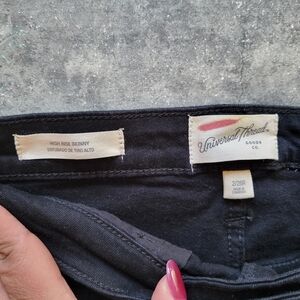 HIGH RISE SKINNY
ENTUBADO DE TIRO ALTO
Universal Thread
GOODS
CO.
2/26R